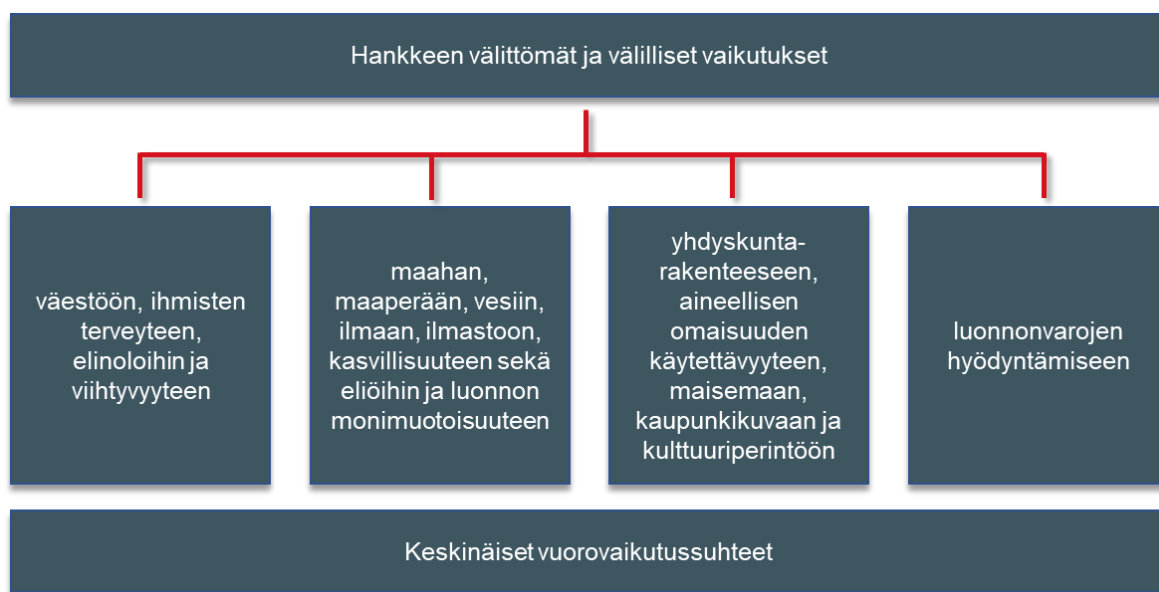 Hankkeen välittömät ja välilliset vaikutukset
väestöön, ihmisten
terveyteen,
elinoloihin ja
viihtyvyyteen
maahan,
maaperään, vesiin,
ilmaan, ilmastoon,
kasvillisuuteen sekä
eliöihin ja luonnon
monimuotoisuuteen
yhdyskunta-
rakenteeseen,
aineellisen
omaisuuden
käytettävyyteen,
maisemaan,
kaupunkikuvaan ja
kulttuuriperintöön
luonnonvarojen
hyödyntämiseen
Keskinäiset vuorovaikutussuhteet